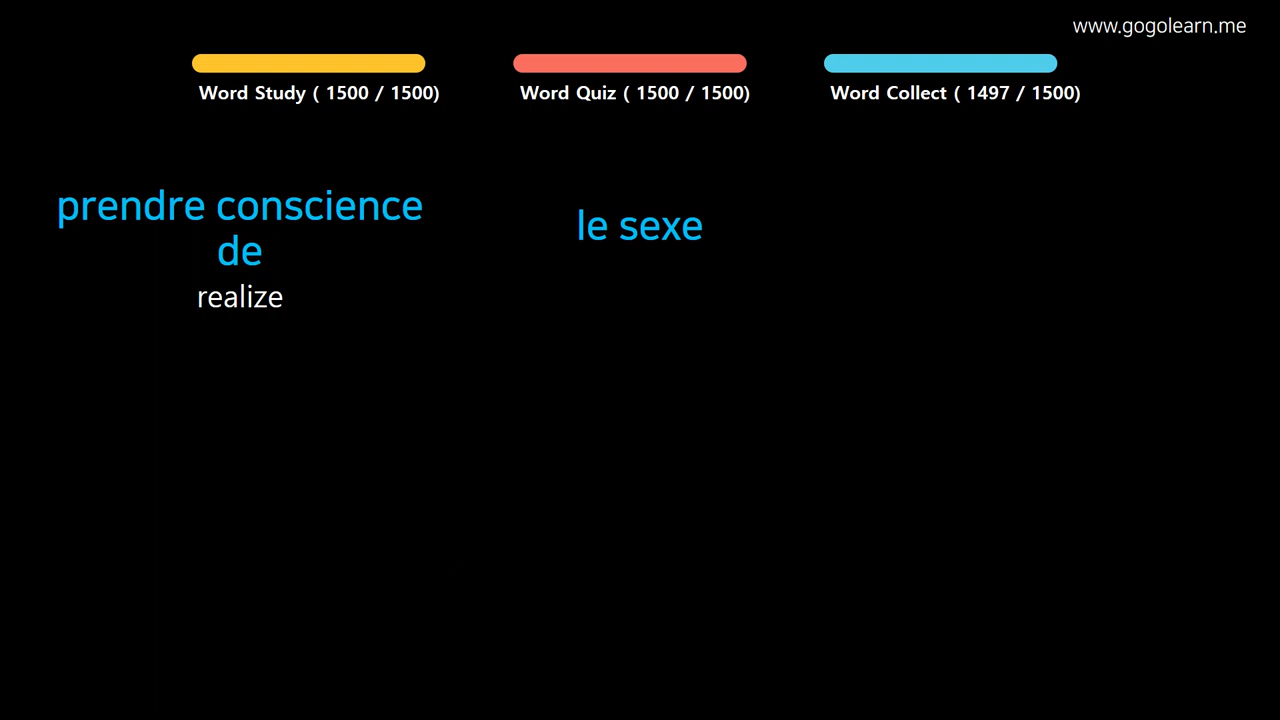 www.gogolearn.me
Word Study ( 1500 / 1500)
Word Quiz ( 1500 / 1500)
Word Collect ( 1497 / 1500)
prendre conscience
de
realize
le sexe